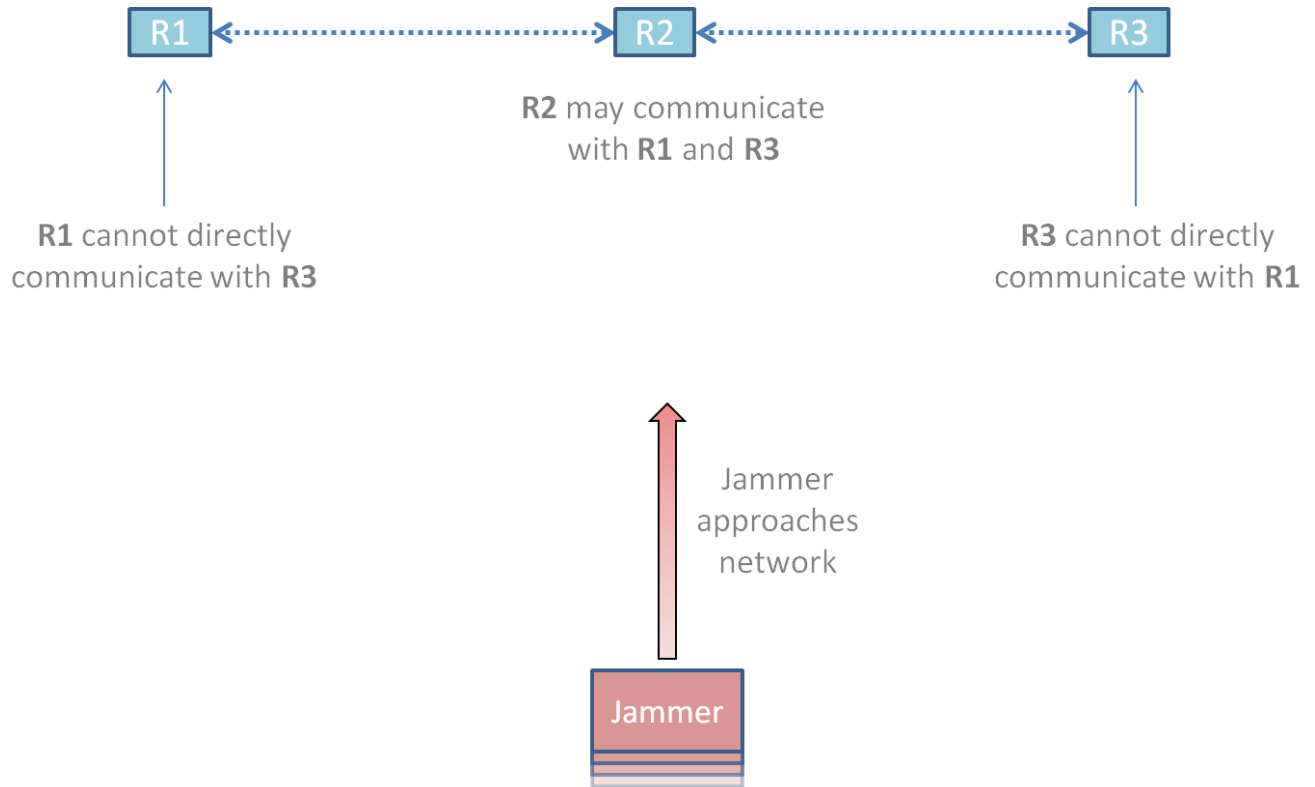 R1
R2
R3
R2 may communicate
with R1 and R3
R1 cannot directly
communicate with R3
R3 cannot directly
communicate with R1
Jammer
approaches
network
Jammer